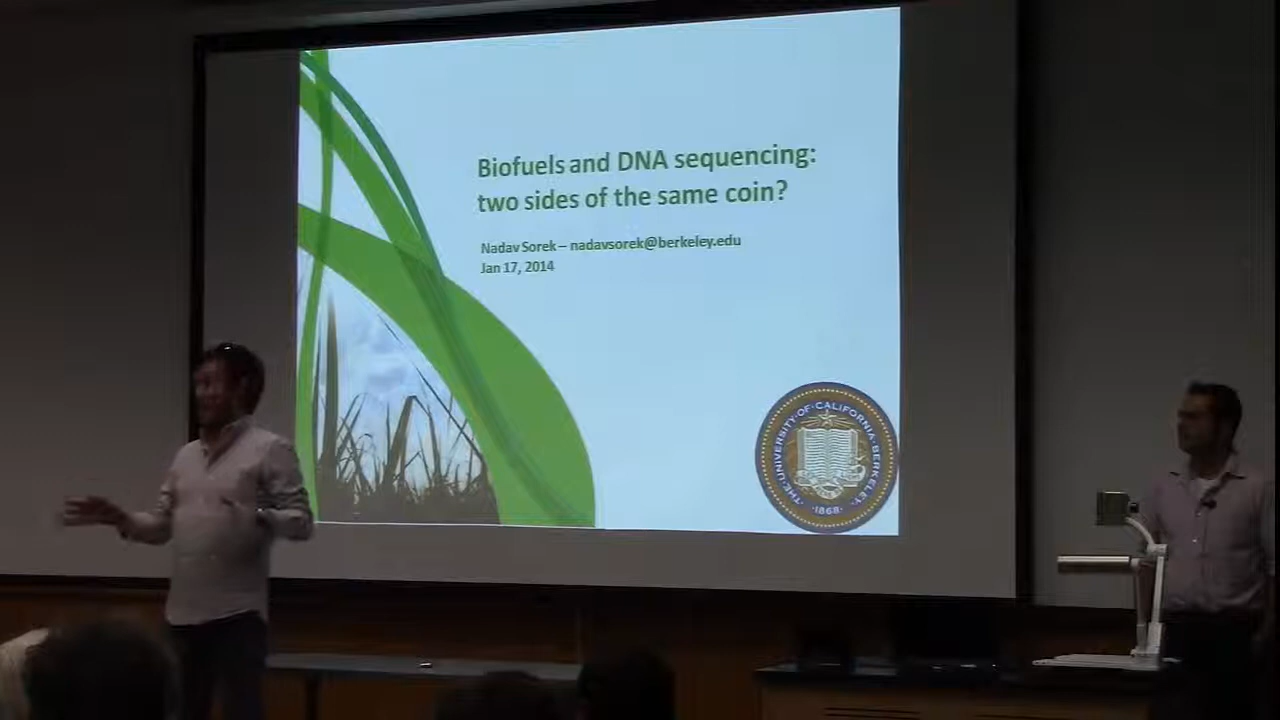 Biofuels and DNA sequencing:
two sides of the same coin?
Nadav Sorek – nadavsorek@berkeley.edu
Jan 17, 2014
·THE·UNIVERSITY·OF·CALIFORNIA·BERKELEY·
·1868·